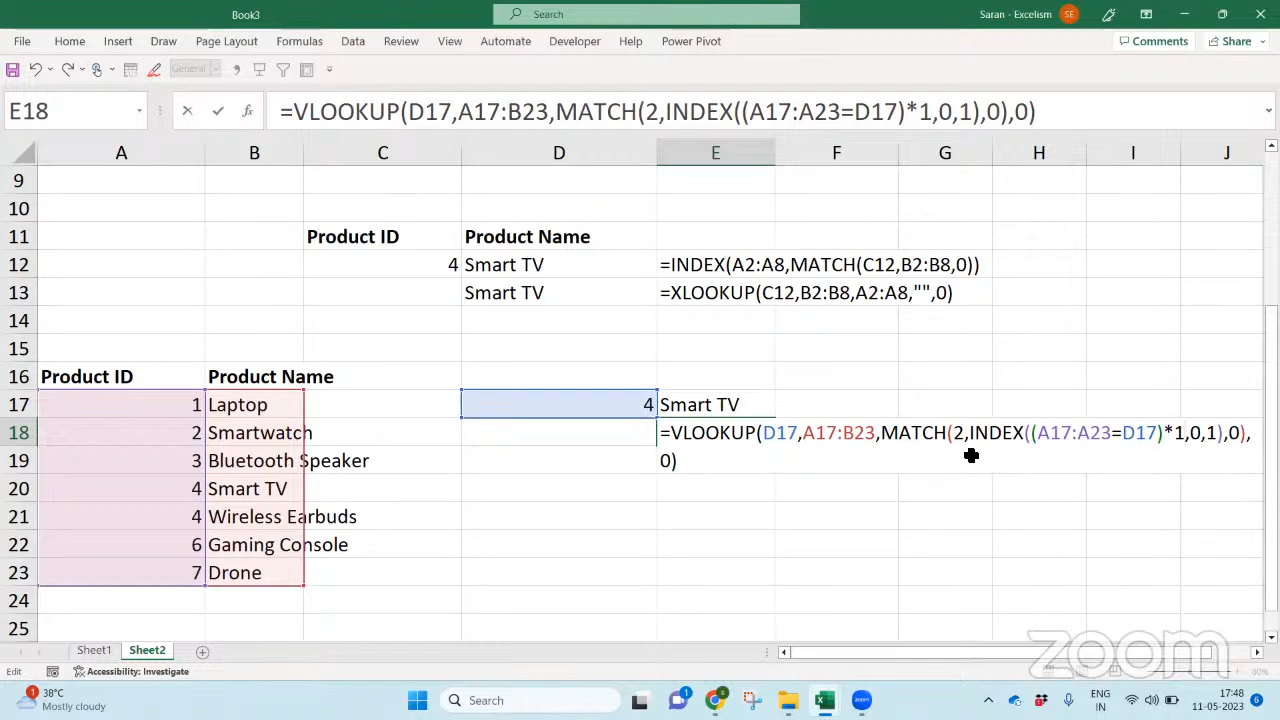 Book3 Search Saran - Excelism SE
File Home Insert Draw Page Layout Formulas Data Review View Automate Developer Help Power Pivot Comments Share
General
E18 fx =VLOOKUP(D17,A17:B23,MATCH(2,INDEX((A17:A23=D17)*1,0,1),0),0)
A B C D E F G H I J
9
10
11 Product ID Product Name
12 4 Smart TV =INDEX(A2:A8,MATCH(C12,B2:B8,0))
13 Smart TV =XLOOKUP(C12,B2:B8,A2:A8,"",0)
14
15
16 Product ID Product Name
17 1 Laptop 4 Smart TV
18 2 Smartwatch =VLOOKUP(D17,A17:B23,MATCH(2,INDEX((A17:A23=D17)*1,0,1),0),
19 3 Bluetooth Speaker 0)
20 4 Smart TV
21 4 Wireless Earbuds
22 6 Gaming Console
23 7 Drone
24
25
zoom
Sheet1 Sheet2
Edit Accessibility: Investigate 80%
1 38°C Search 1 ENG 17:48
Mostly cloudy IN 11-05-2023 6